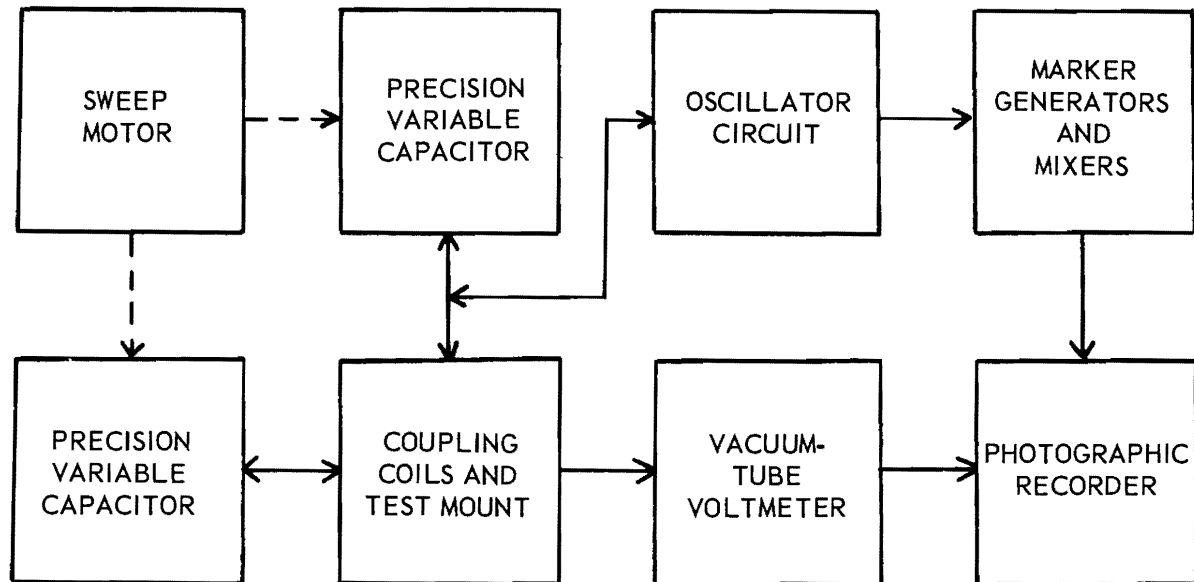 SWEEP
MOTOR
PRECISION
VARIABLE
CAPACITOR
OSCILLATOR
CIRCUIT
MARKER
GENERATORS
AND
MIXERS
PRECISION
VARIABLE
CAPACITOR
COUPLING
COILS AND
TEST MOUNT
VACUUM-
TUBE
VOLTMETER
PHOTOGRAPHIC
RECORDER